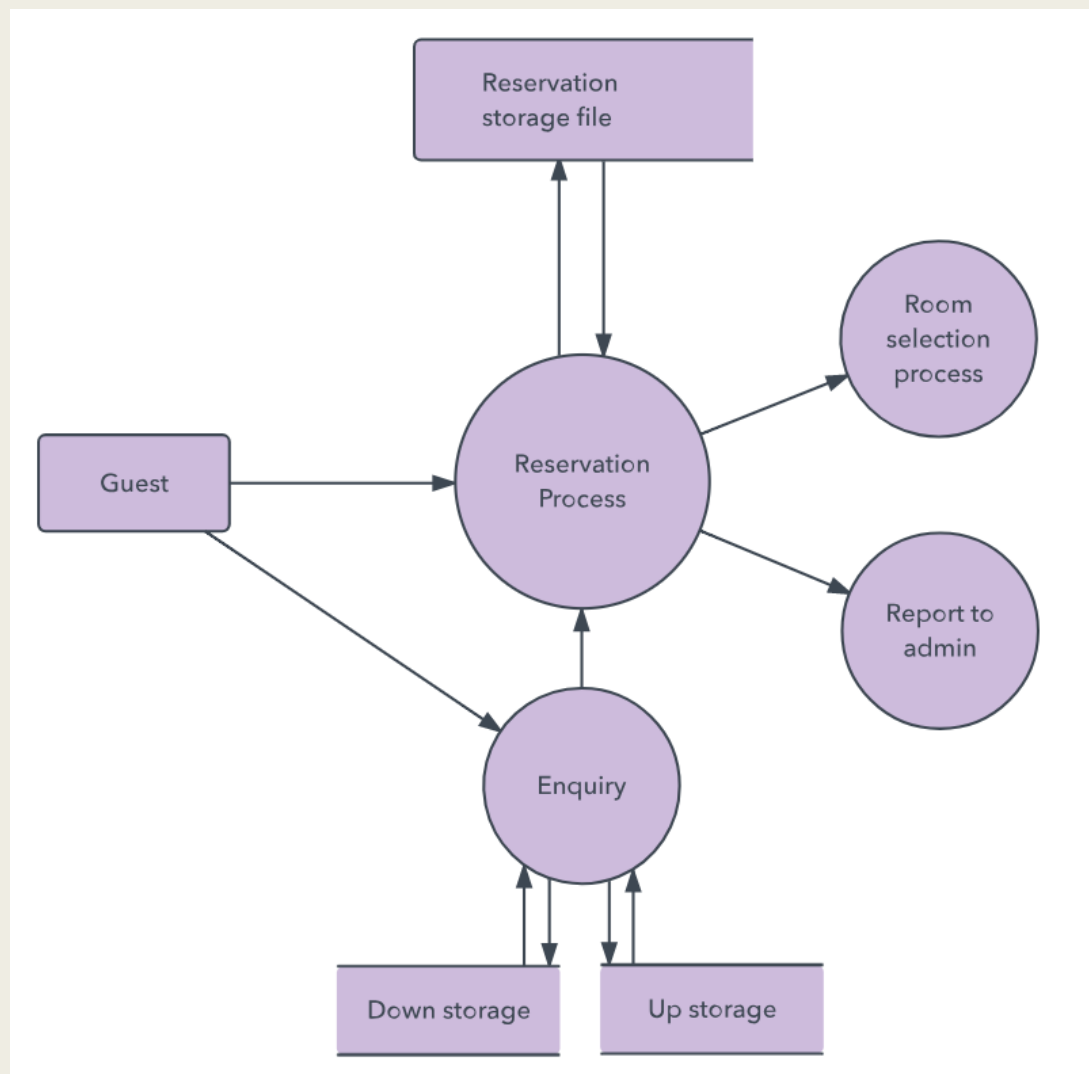 Reservation
storage file
Room
selection
process
Guest
Reservation
Process
Report to
admin
Enquiry
Down storage
Up storage